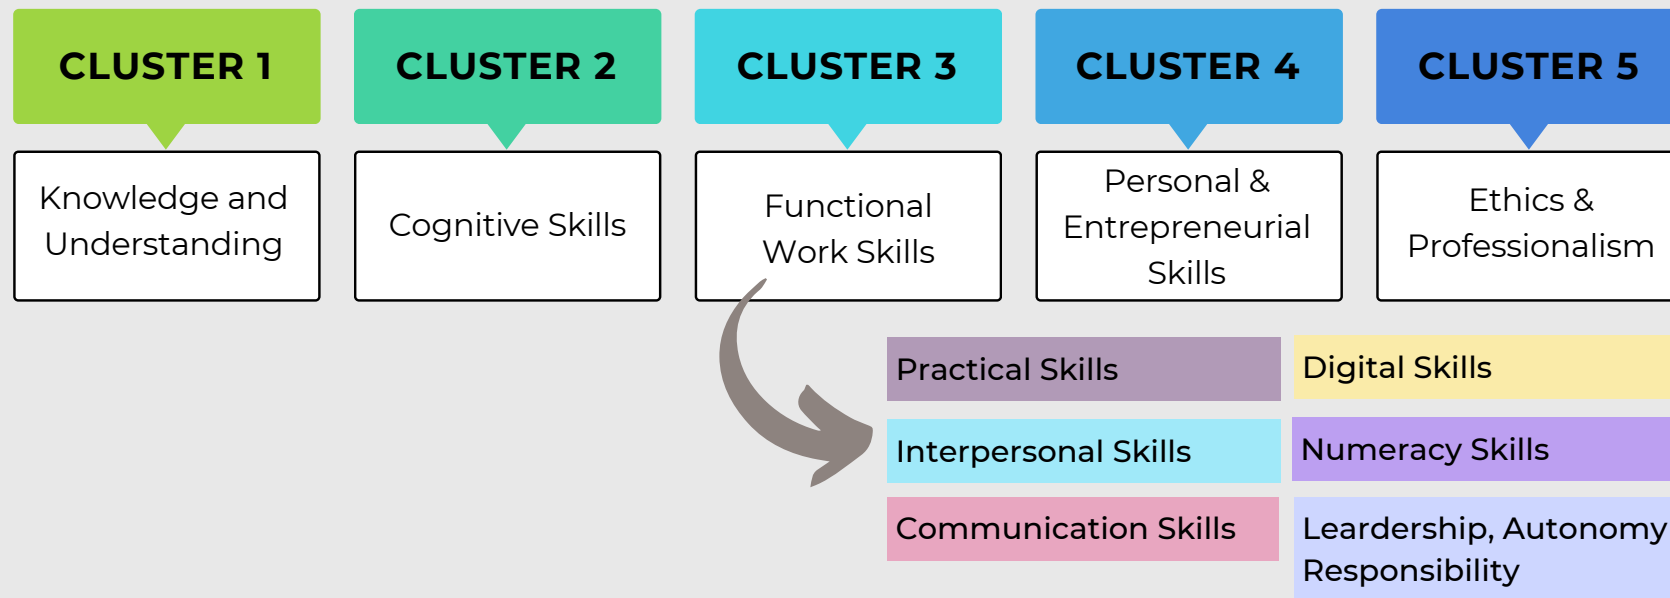 CLUSTER 1
CLUSTER 2
CLUSTER 3
CLUSTER 4
CLUSTER 5
Knowledge and
Understanding
Cognitive Skills
Functional
Work Skills
Personal &
Entrepreneurial
Skills
Ethics &
Professionalism
Practical Skills
Digital Skills
Interpersonal Skills
Numeracy Skills
Communication Skills
Leardership, Autonomy
Responsibility